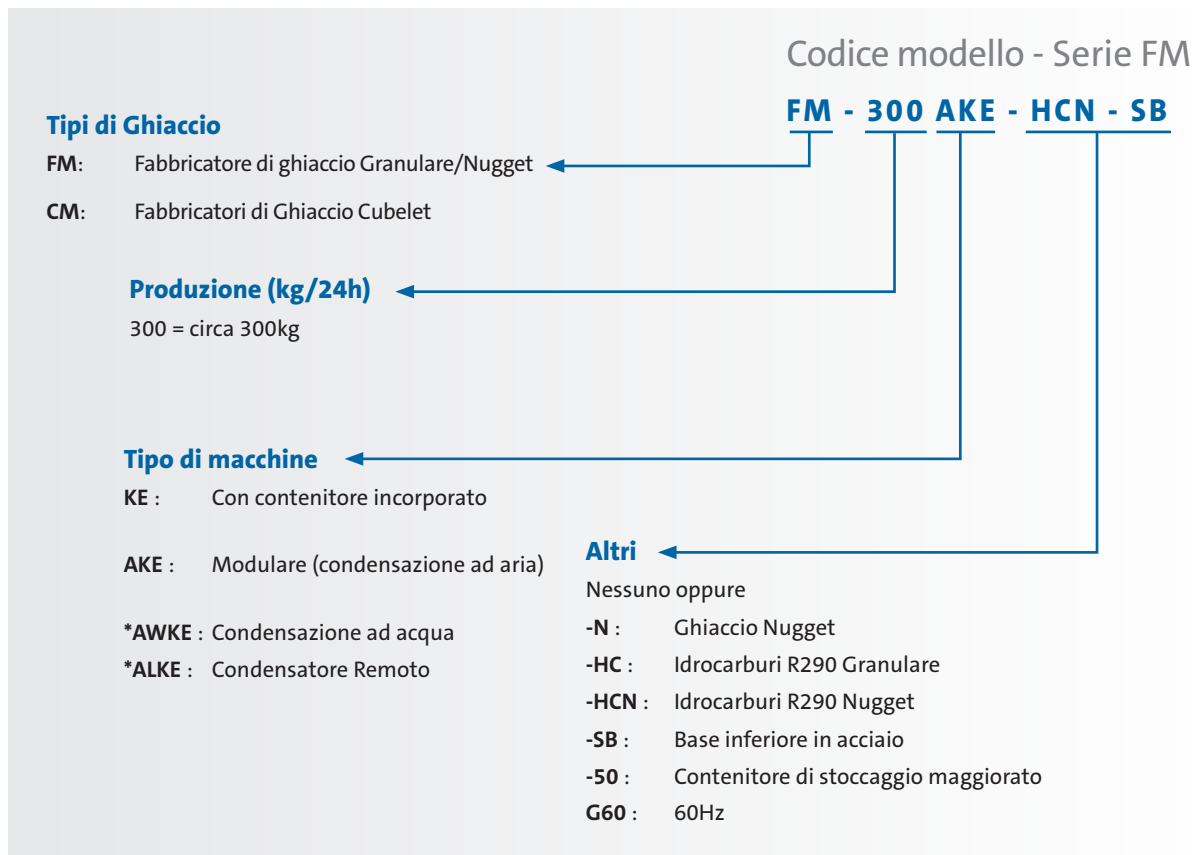 Codice modello - Serie FM
FM - 300 AKE - HCN - SB
Tipi di Ghiaccio
FM: Fabbricatore di ghiaccio Granulare/Nugget
CM: Fabbricatori di Ghiaccio Cubelet
Produzione (kg/24h)
300 = circa 300kg
Tipo di macchine
KE : Con contenitore incorporato
AKE : Modulare (condensazione ad aria)
*AWKE : Condensazione ad acqua
*ALKE : Condensatore Remoto
Altri
Nessuno oppure
-N : Ghiaccio Nugget
-HC : Idrocarburi R290 Granulare
-HCN : Idrocarburi R290 Nugget
-SB : Base inferiore in acciaio
-50 : Contenitore di stoccaggio maggiorato
G60 : 60Hz